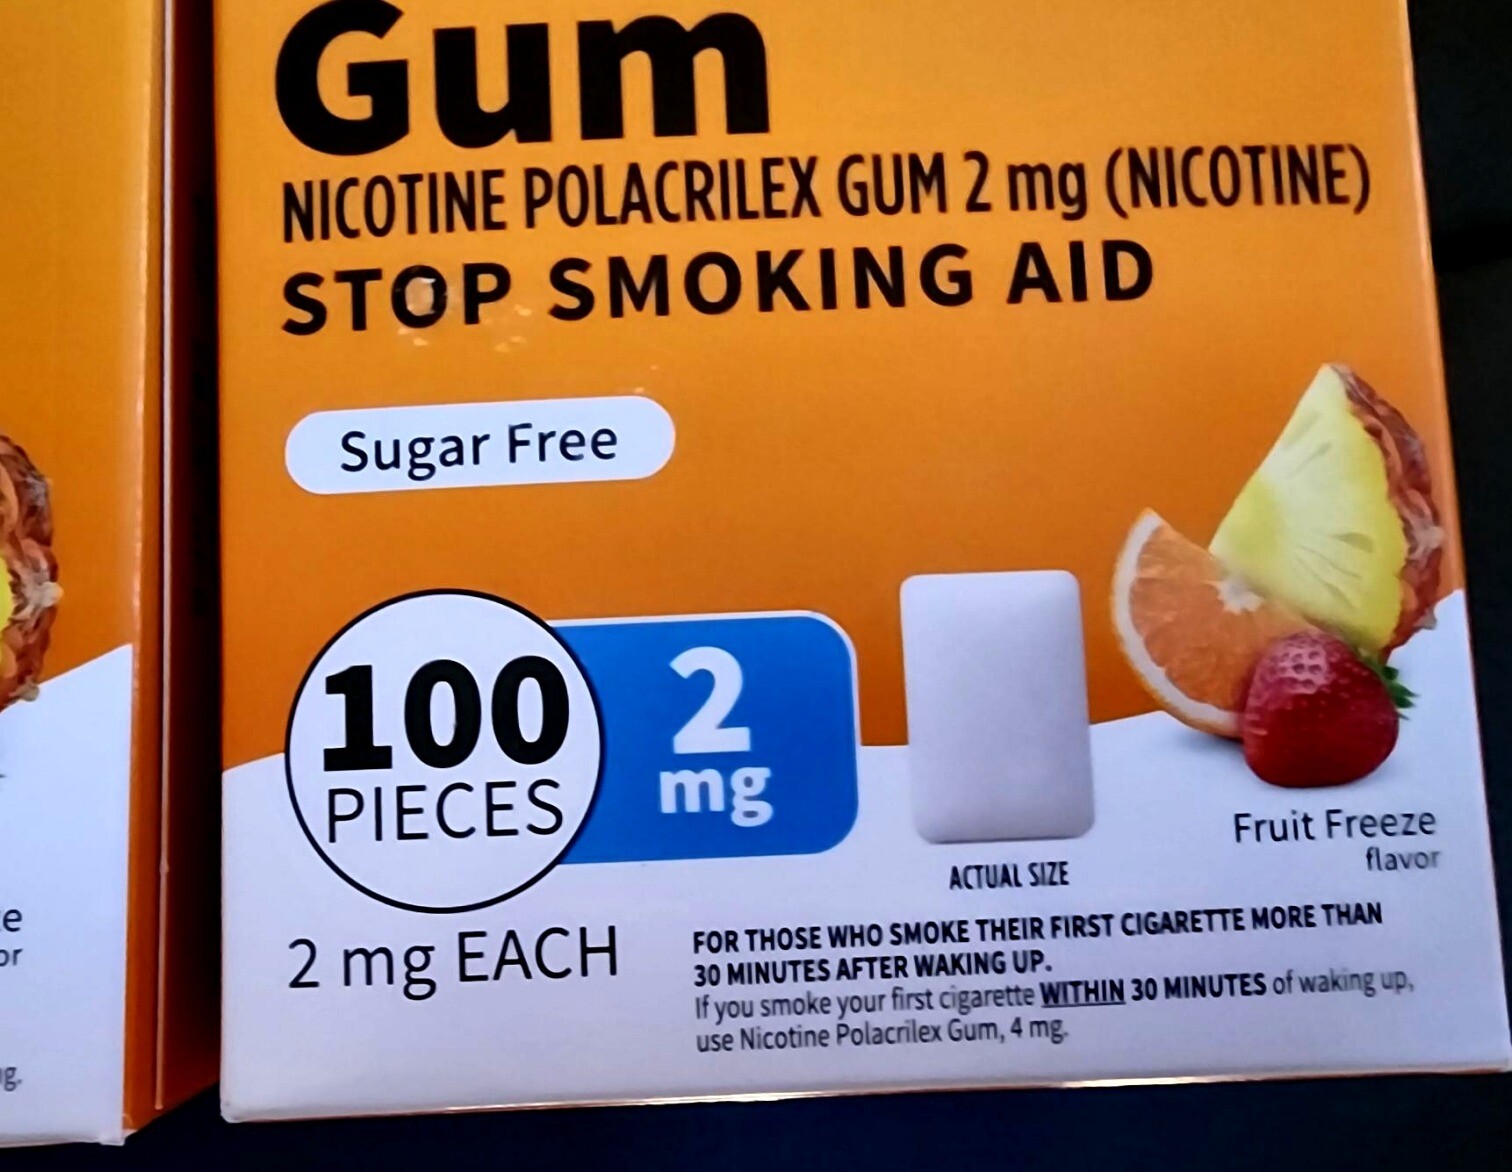 Gum
NICOTINE POLACRILEX GUM 2 mg (NICOTINE)
STOP SMOKING AID
Sugar Free
100
PIECES
2
mg
2 mg EACH
ACTUAL SIZE
Fruit Freeze
flavor
FOR THOSE WHO SMOKE THEIR FIRST CIGARETTE MORE THAN
30 MINUTES AFTER WAKING UP.
If you smoke your first cigarette WITHIN 30 MINUTES of waking up,
use Nicotine Polacrilex Gum, 4 mg.